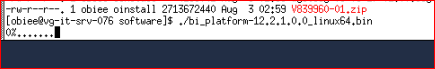 -rw-r--r--. 1 obiee oinstall 2713672440 Aug  3 02:59 V839960-01.zip
[obiee@vg-it-srv-076 software]$ ./bi_platform-12.2.1.0.0_linux64.bin
0%.......